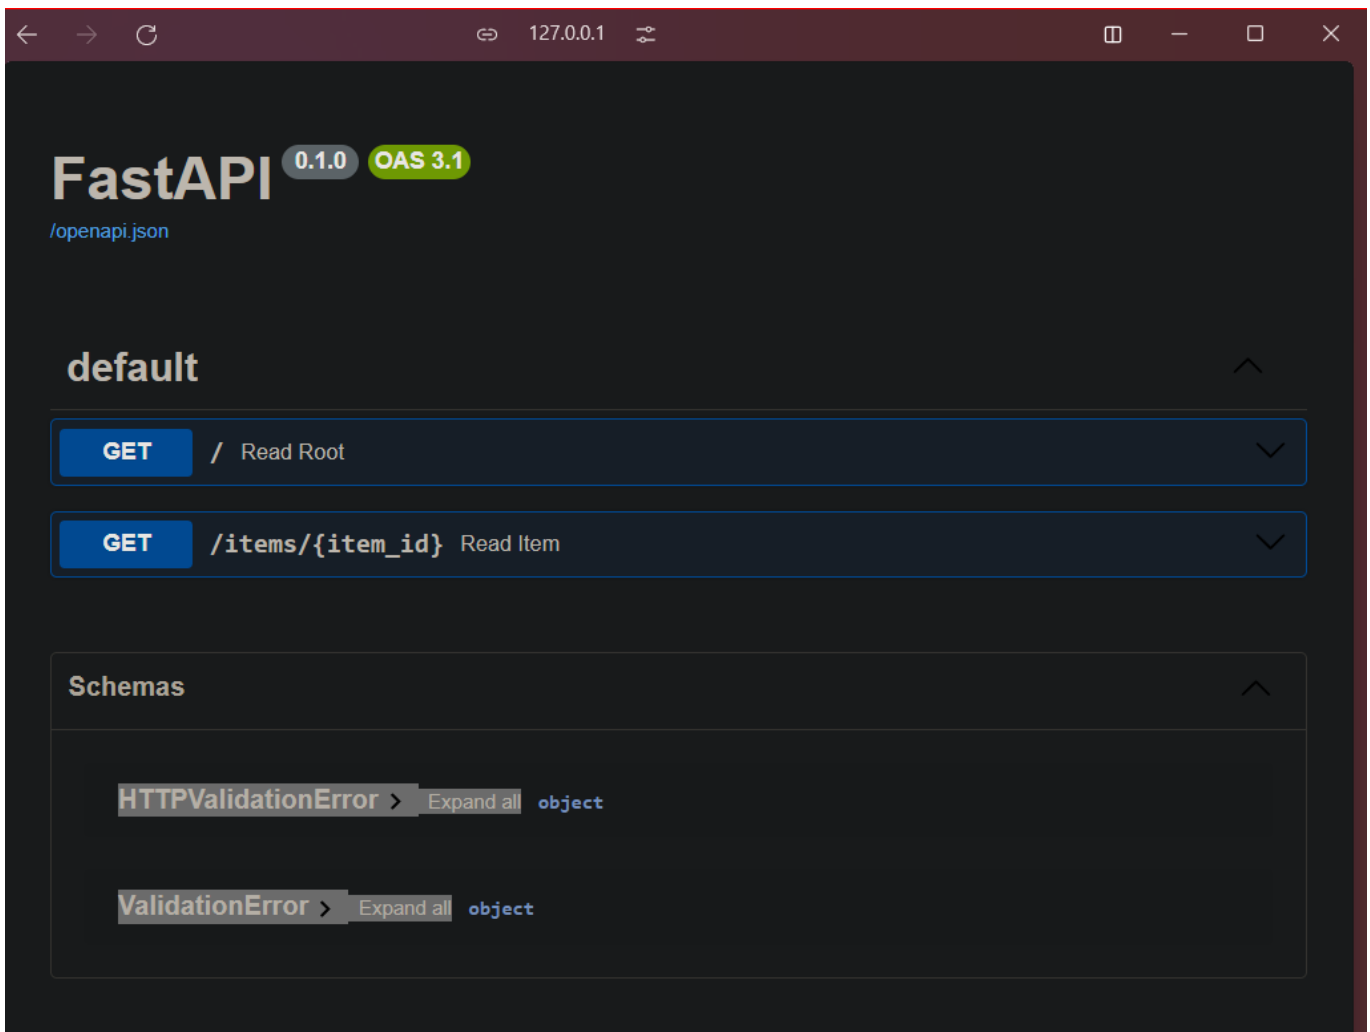 127.0.0.1
FastAPI 0.1.0 OAS 3.1
/openapi.json
default
GET / Read Root
GET /items/{item_id} Read Item
Schemas
HTTPValidationError > Expand all object
ValidationError > Expand all object